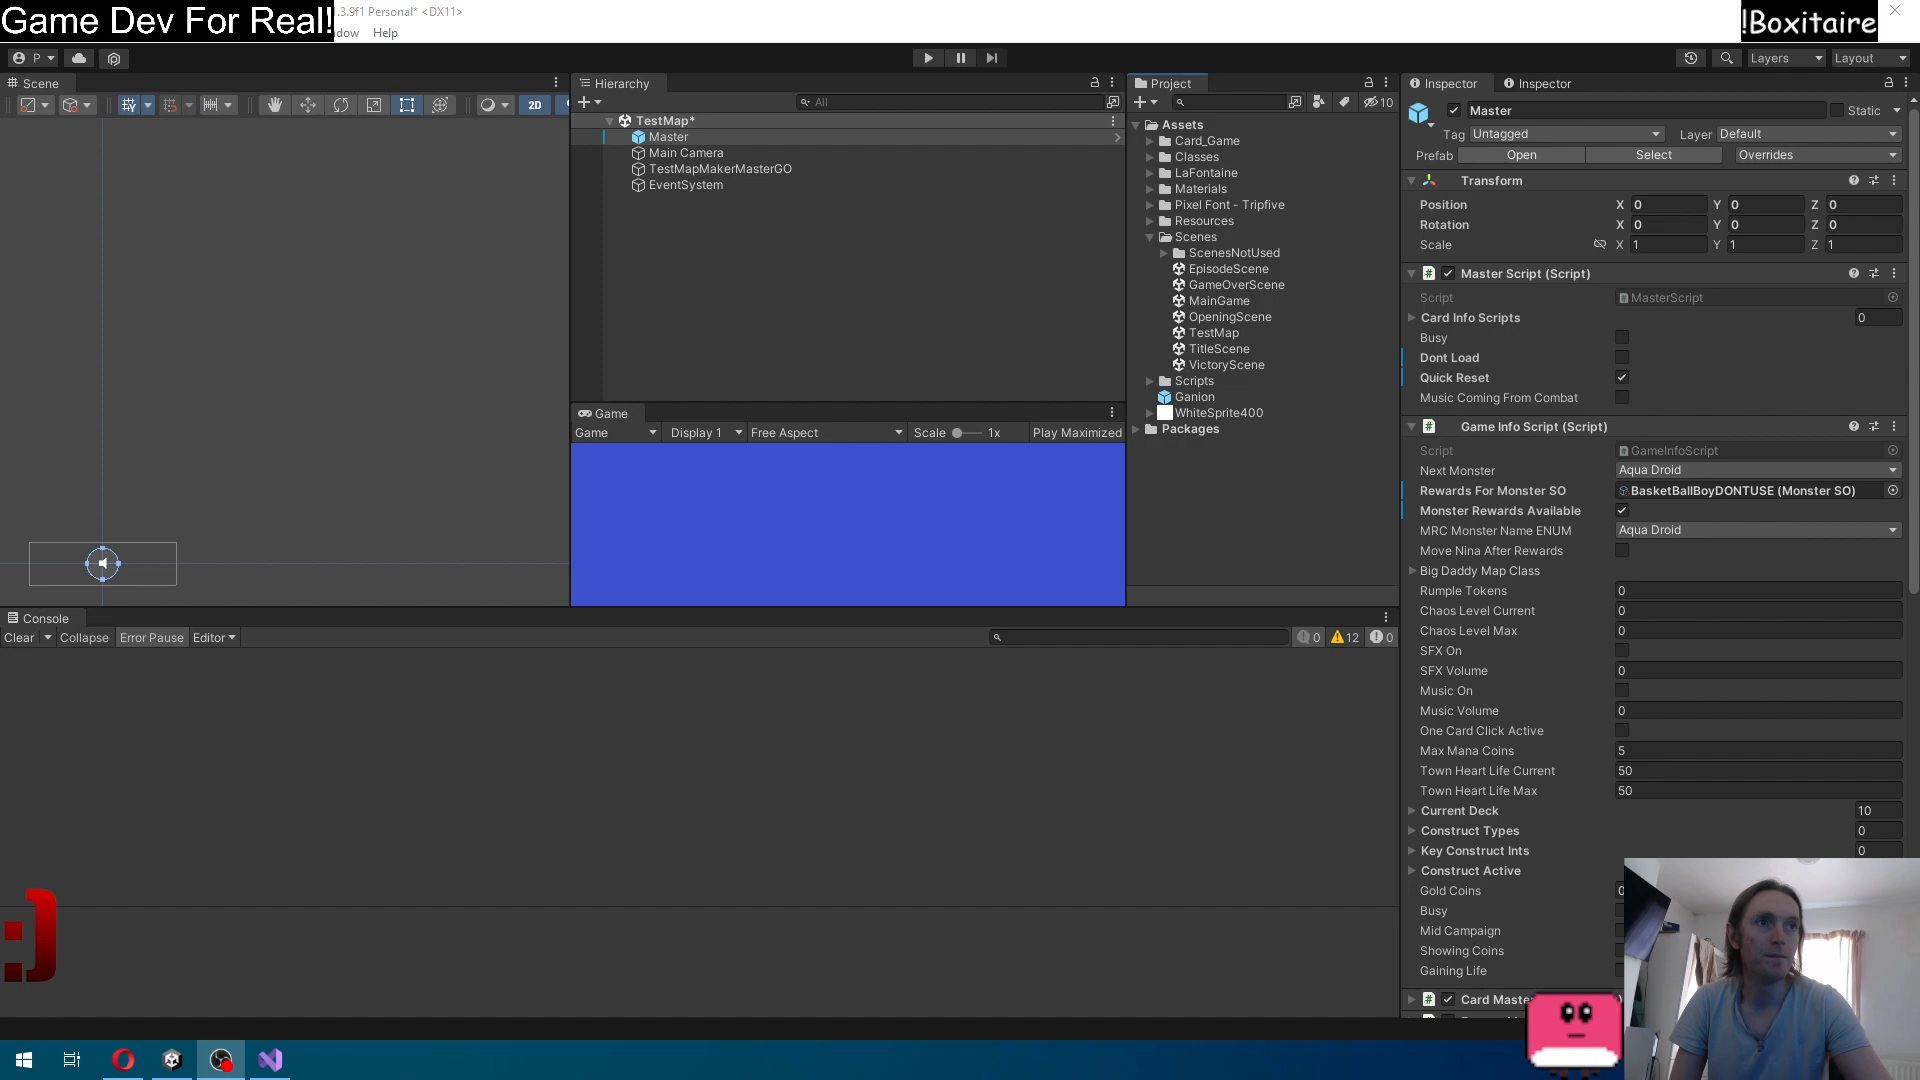 Game Dev For Real!
.3.9f1 Personal* <DX11>
!Boxitaire
dow Help
P
Layers Layout
Scene
2D
Hierarchy
All
TestMap*
Master
Main Camera
TestMapMakerMasterGO
EventSystem
Game
Game Display 1 Free Aspect Scale 1x Play Maximized
Project
10
Assets
Card_Game
Classes
LaFontaine
Materials
Pixel Font - Tripfive
Resources
Scenes
ScenesNotUsed
EpisodeScene
GameOverScene
MainGame
OpeningScene
TestMap
TitleScene
VictoryScene
Scripts
Ganion
WhiteSprite400
Packages
Console
Clear Collapse Error Pause Editor
0 12 0
Inspector Inspector
Master Static
Tag Untagged Layer Default
Prefab Open Select Overrides
Transform
Position X 0 Y 0 Z 0
Rotation X 0 Y 0 Z 0
Scale X 1 Y 1 Z 1
# Master Script (Script)
Script MasterScript
Card Info Scripts 0
Busy
Dont Load
Quick Reset
Music Coming From Combat
# Game Info Script (Script)
Script GameInfoScript
Next Monster Aqua Droid
Rewards For Monster SO BasketBallBoyDONTUSE (Monster SO)
Monster Rewards Available
MRC Monster Name ENUM Aqua Droid
Move Nina After Rewards
Big Daddy Map Class
Rumple Tokens 0
Chaos Level Current 0
Chaos Level Max 0
SFX On
SFX Volume 0
Music On
Music Volume 0
One Card Click Active
Max Mana Coins 5
Town Heart Life Current 50
Town Heart Life Max 50
Current Deck 10
Construct Types 0
Key Construct Ints 0
Construct Active
Gold Coins 0
Busy
Mid Campaign
Showing Coins
Gaining Life
# Card Maste
:)